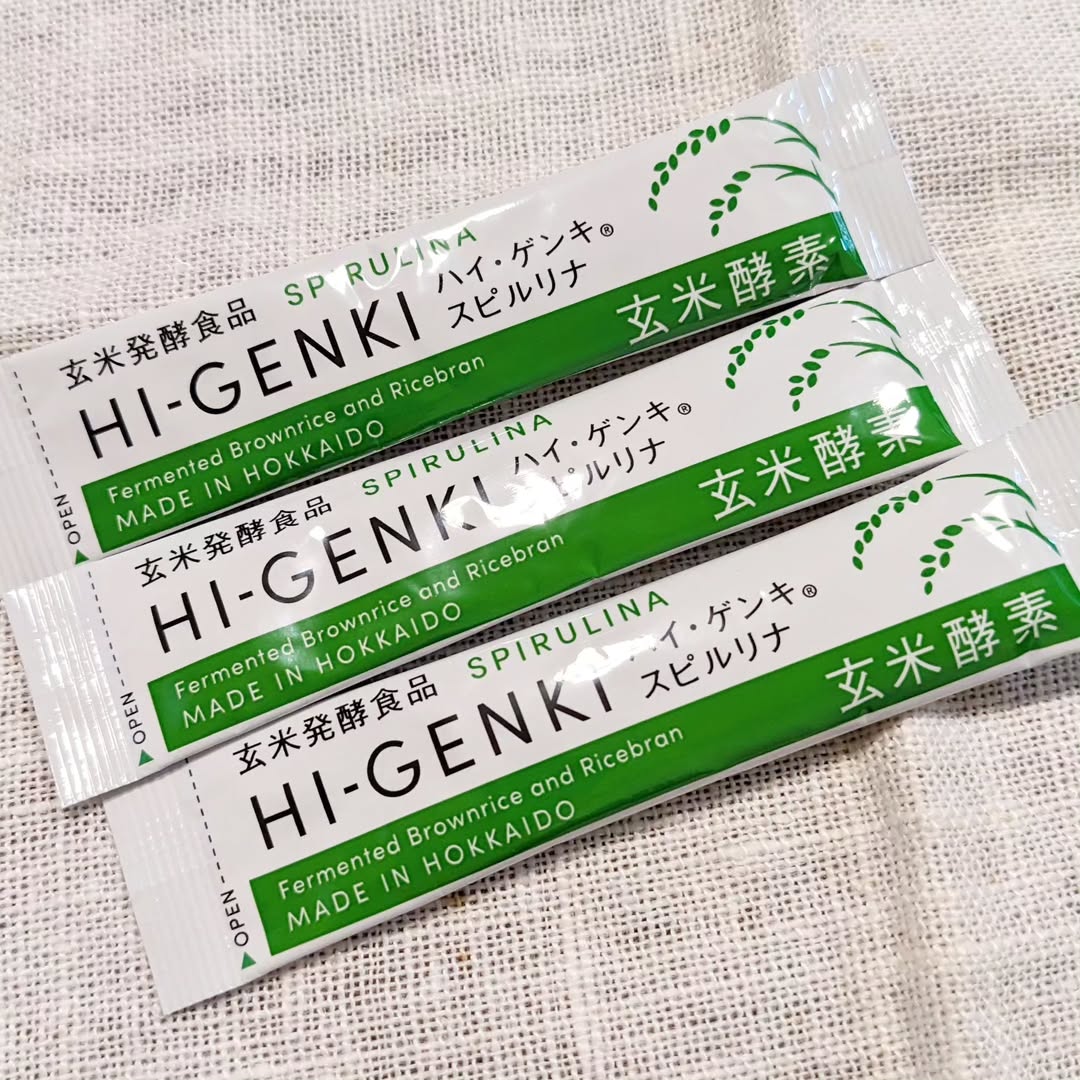 玄米発酵食品 SPIRULINA
HI-GENKI ハイ・ゲンキ®
スピルリナ
玄米酵素
Fermented Brownrice and Ricebran
MADE IN HOKKAIDO
OPEN
玄米発酵食品 SPIRULINA
HI-GENKI ハイ・ゲンキ®
スピルリナ
玄米酵素
Fermented Brownrice and Ricebran
MADE IN HOKKAIDO
OPEN
玄米発酵食品 SPIRULINA
HI-GENKI ハイ・ゲンキ®
スピルリナ
玄米酵素
Fermented Brownrice and Ricebran
MADE IN HOKKAIDO
OPEN